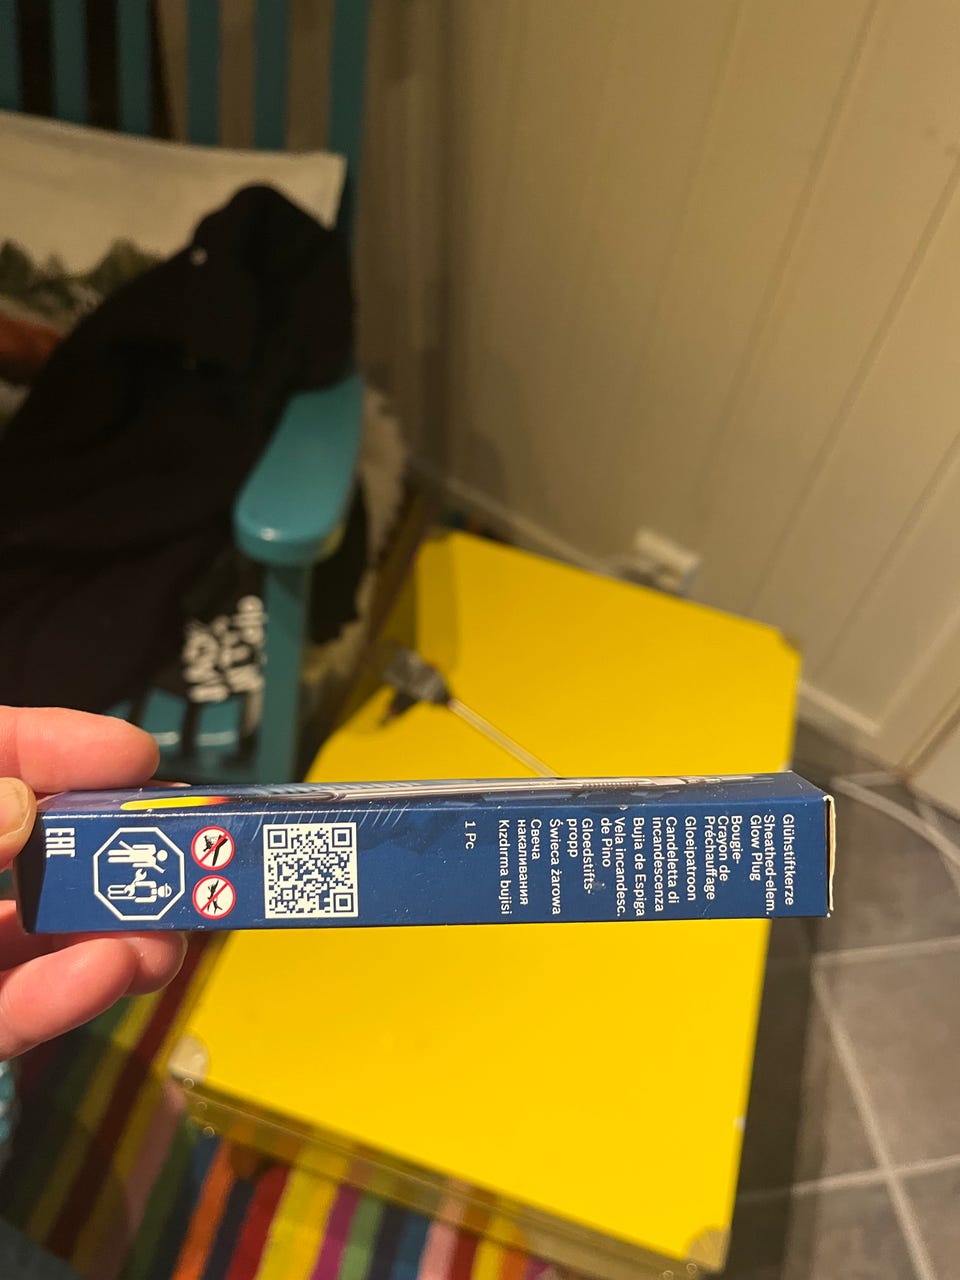 Glühstiftkerze
Sheathed-elem.
Glow Plug
Bougie-
Crayon de
Préchauffage
Gloeipatroon
Candeletta di
incandescenza
Bujia de Espiga
Vela incandesc.
de Pino
Gloedstifts-
propp
Świeca żarowa
Свеча
накаливания
Kızdırma bujisi
1 Pc
EAC